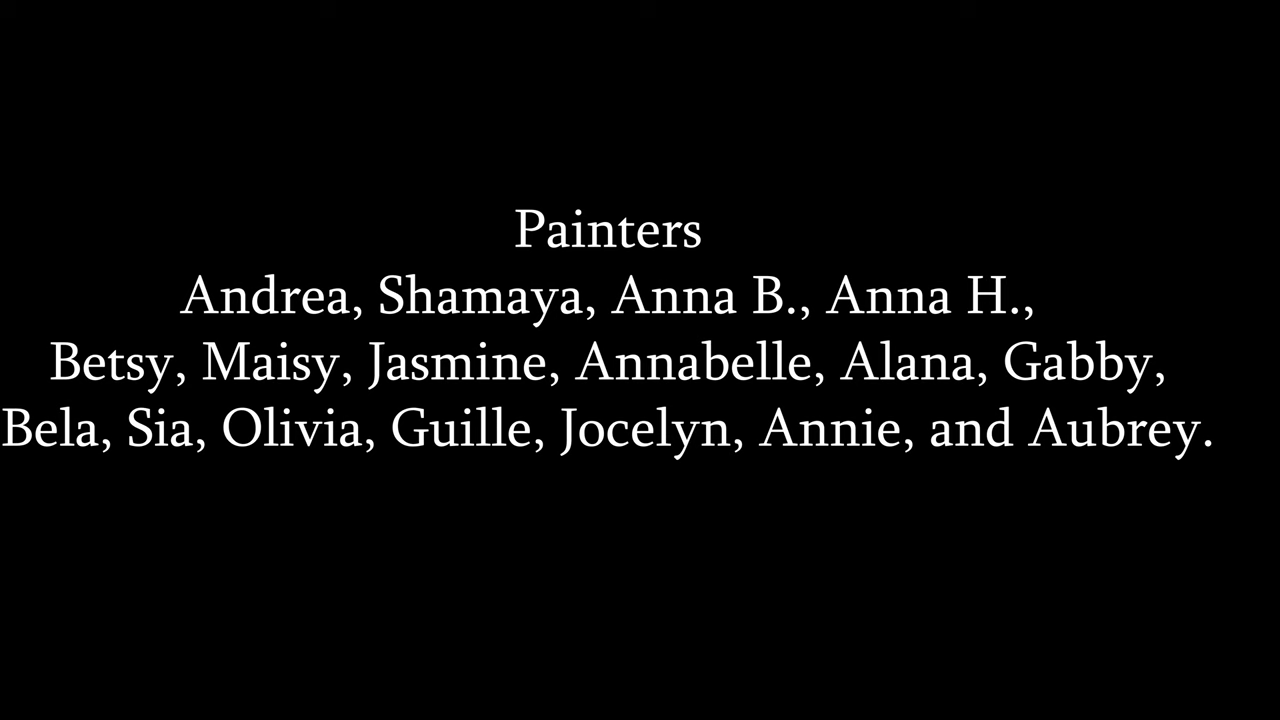 Painters
Andrea, Shamaya, Anna B., Anna H.,
Betsy, Maisy, Jasmine, Annabelle, Alana, Gabby,
Bela, Sia, Olivia, Guille, Jocelyn, Annie, and Aubrey.